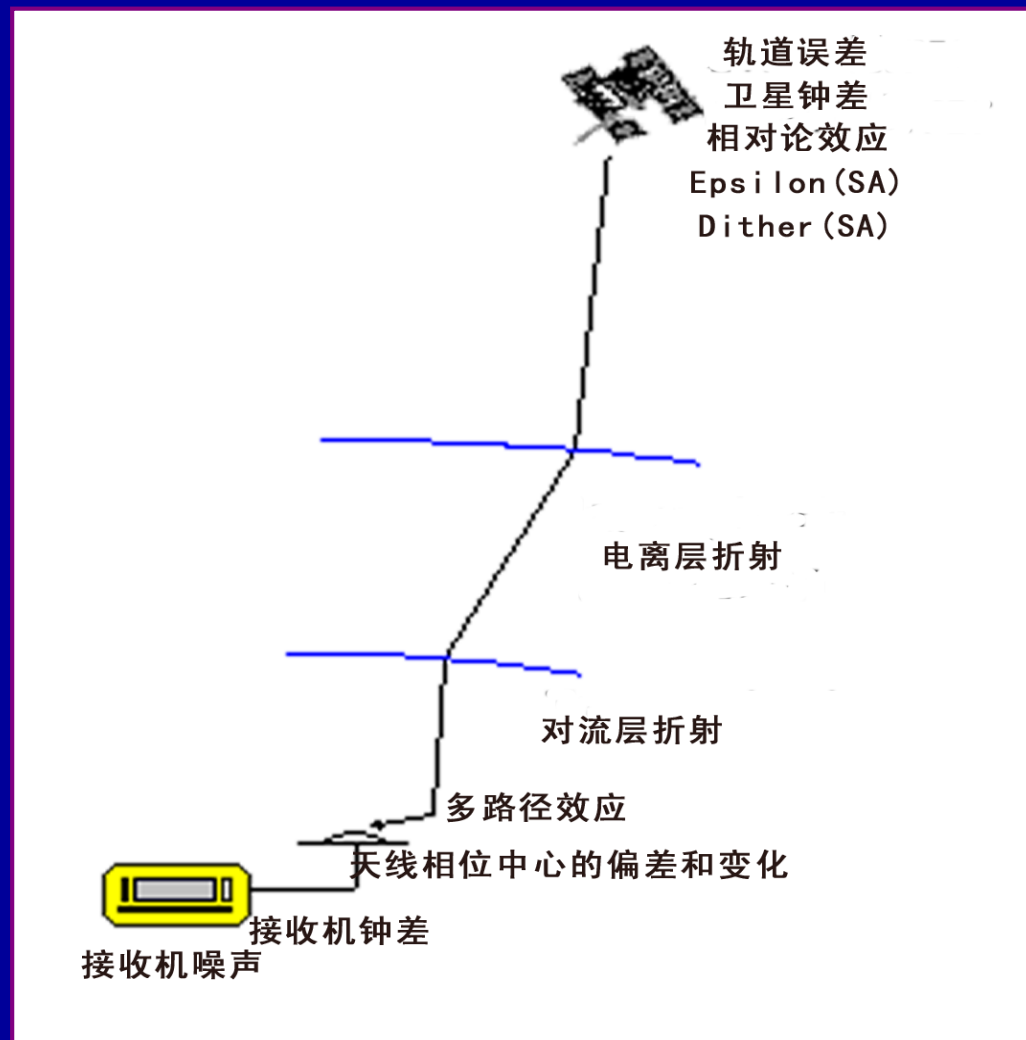 轨道误差
卫星钟差
相对论效应
Epsilon(SA)
Dither(SA)
电离层折射
对流层折射
多路径效应
天线相位中心的偏差和变化
接收机钟差
接收机噪声